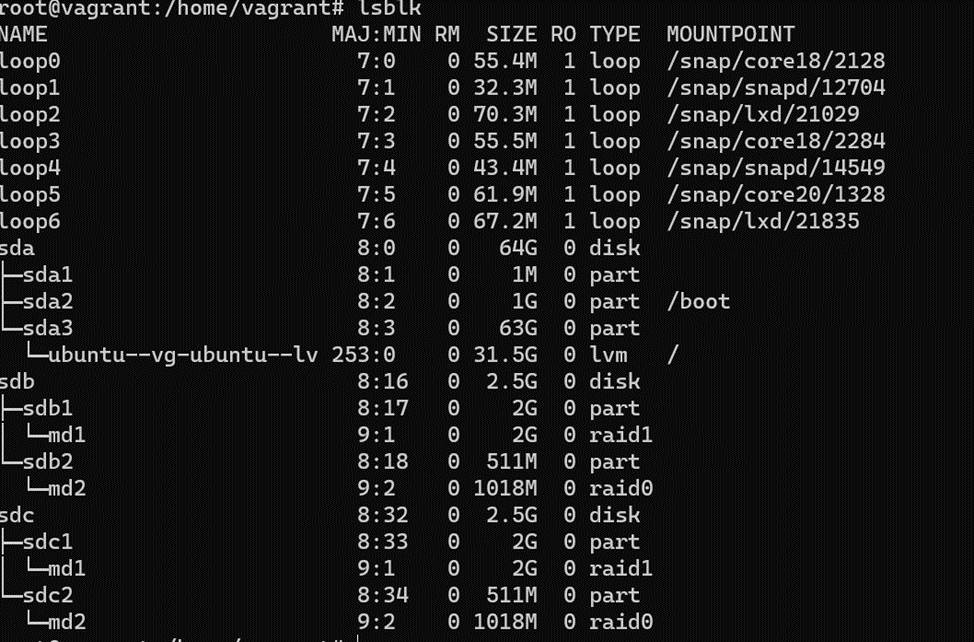 root@vagrant:/home/vagrant# lsblk
NAME                      MAJ:MIN RM  SIZE RO TYPE  MOUNTPOINT
loop0                       7:0    0 55.4M  1 loop  /snap/core18/2128
loop1                       7:1    0 32.3M  1 loop  /snap/snapd/12704
loop2                       7:2    0 70.3M  1 loop  /snap/lxd/21029
loop3                       7:3    0 55.5M  1 loop  /snap/core18/2284
loop4                       7:4    0 43.4M  1 loop  /snap/snapd/14549
loop5                       7:5    0 61.9M  1 loop  /snap/core20/1328
loop6                       7:6    0 67.2M  1 loop  /snap/lxd/21835
sda                         8:0    0   64G  0 disk
├─sda1                      8:1    0    1M  0 part
├─sda2                      8:2    0    1G  0 part  /boot
└─sda3                      8:3    0   63G  0 part
  └─ubuntu--vg-ubuntu--lv 253:0    0 31.5G  0 lvm   /
sdb                         8:16   0  2.5G  0 disk
├─sdb1                      8:17   0    2G  0 part
│ └─md1                     9:1    0    2G  0 raid1
└─sdb2                      8:18   0  511M  0 part
  └─md2                     9:2    0 1018M  0 raid0
sdc                         8:32   0  2.5G  0 disk
├─sdc1                      8:33   0    2G  0 part
│ └─md1                     9:1    0    2G  0 raid1
└─sdc2                      8:34   0  511M  0 part
  └─md2                     9:2    0 1018M  0 raid0